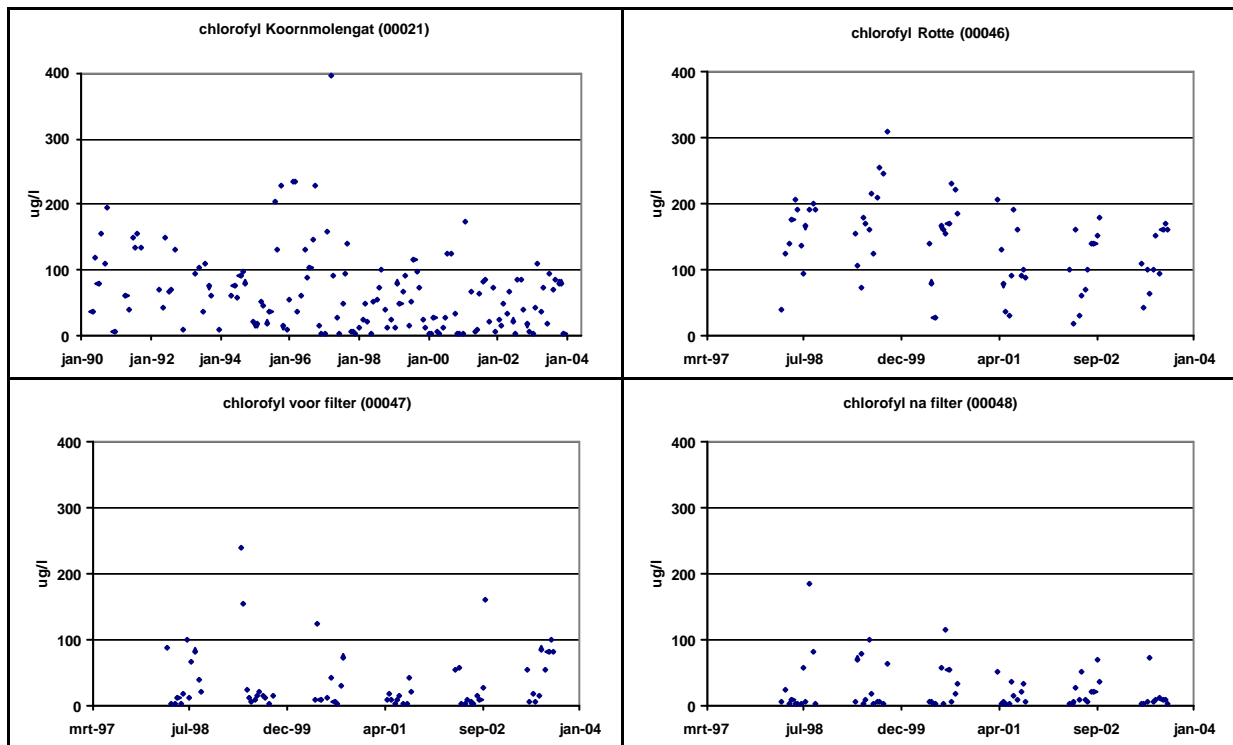 chlorofyl Koornmolengat (00021)
400
300
200
100
0
ug/l
jan-90 jan-92 jan-94 jan-96 jan-98 jan-00 jan-02 jan-04
chlorofyl Rotte (00046)
400
300
200
100
0
ug/l
mrt-97 jul-98 dec-99 apr-01 sep-02 jan-04
chlorofyl voor filter (00047)
400
300
200
100
0
ug/l
mrt-97 jul-98 dec-99 apr-01 sep-02 jan-04
chlorofyl na filter (00048)
400
300
200
100
0
ug/l
mrt-97 jul-98 dec-99 apr-01 sep-02 jan-04